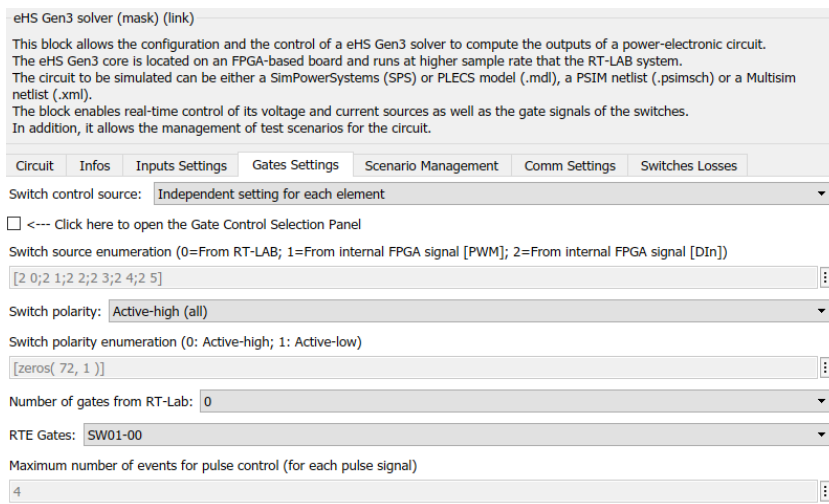 eHS Gen3 solver (mask) (link)
This block allows the configuration and the control of a eHS Gen3 solver to compute the outputs of a power-electronic circuit.
The eHS Gen3 core is located on an FPGA-based board and runs at higher sample rate that the RT-LAB system.
The circuit to be simulated can be either a SimPowerSystems (SPS) or PLECS model (.mdl), a PSIM netlist (.psimsch) or a Multisim
netlist (.xml).
The block enables real-time control of its voltage and current sources as well as the gate signals of the switches.
In addition, it allows the management of test scenarios for the circuit.
Circuit Infos Inputs Settings Gates Settings Scenario Management Comm Settings Switches Losses
Switch control source: Independent setting for each element
<--- Click here to open the Gate Control Selection Panel
Switch source enumeration (0=From RT-LAB; 1=From internal FPGA signal [PWM]; 2=From internal FPGA signal [DIn])
[2 0;2 1;2 2;2 3;2 4;2 5]
Switch polarity: Active-high (all)
Switch polarity enumeration (0: Active-high; 1: Active-low)
[zeros( 72, 1 )]
Number of gates from RT-Lab: 0
RTE Gates: SW01-00
Maximum number of events for pulse control (for each pulse signal)
4